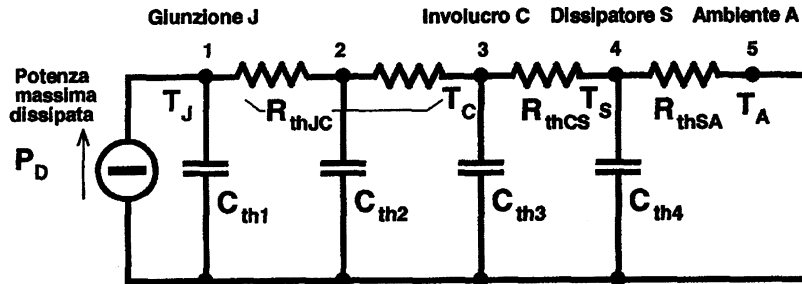 Giunzione J
Involucro C
Dissipatore S
Ambiente A
1
2
3
4
5
Potenza
massima
dissipata
P_D
T_J
R_thJC
T_C
R_thCS
T_S
R_thSA
T_A
C_th1
C_th2
C_th3
C_th4